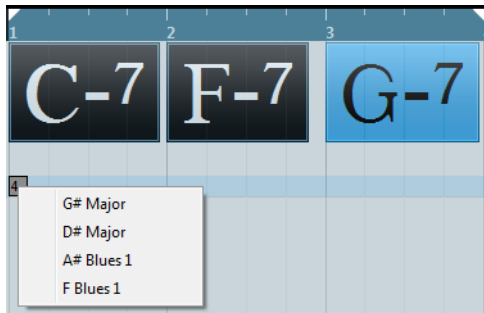 1 2 3
C-7 F-7 G-7
4
G# Major
D# Major
A# Blues 1
F Blues 1